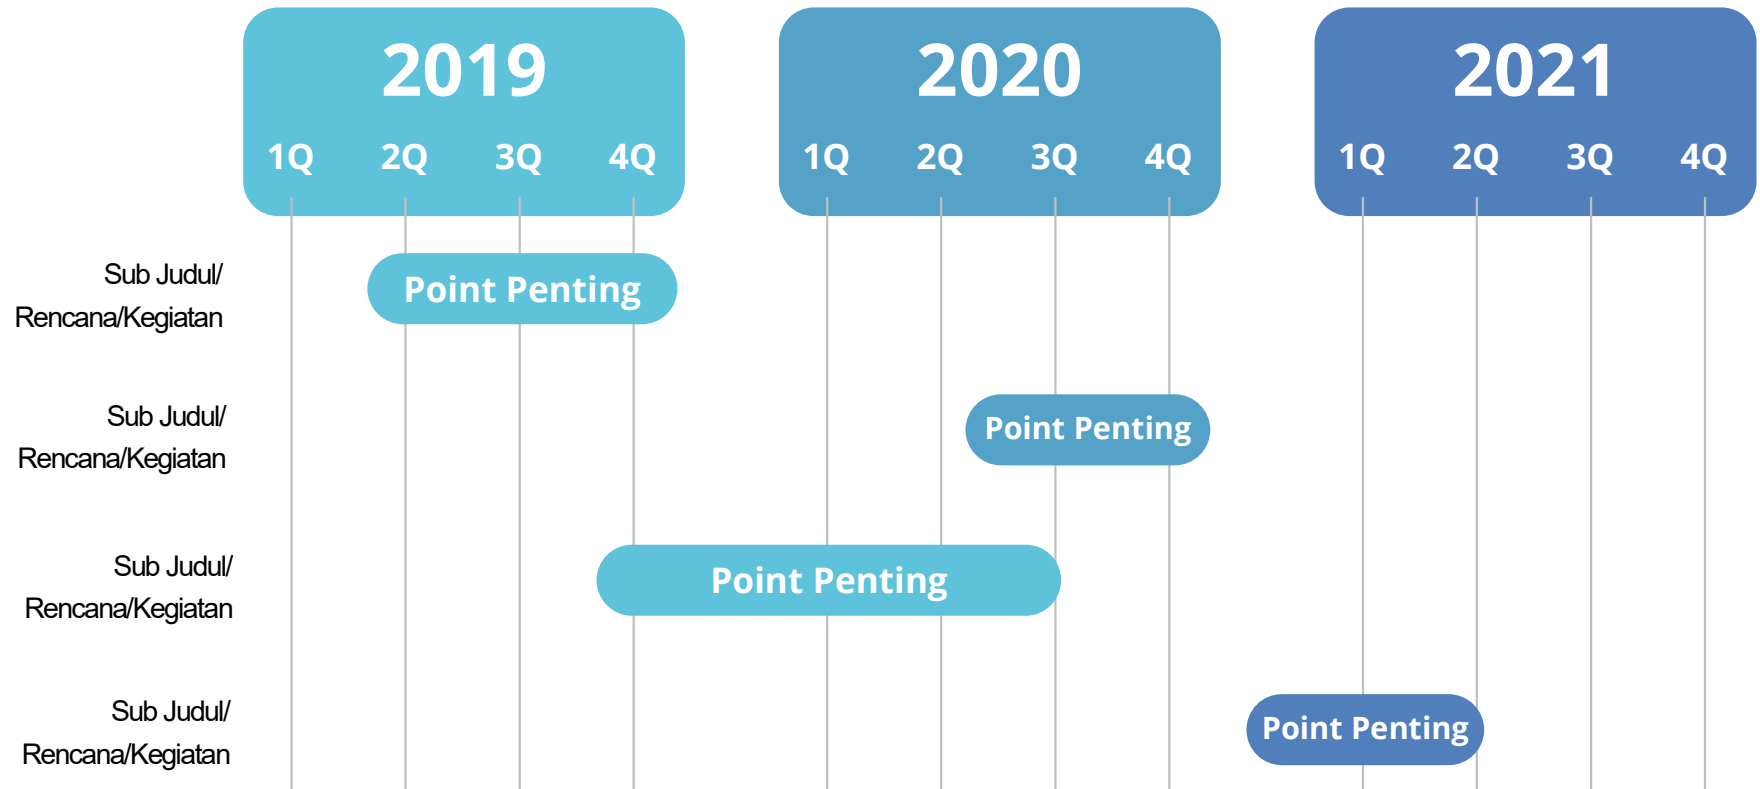 2019 2020 2021
1Q 2Q 3Q 4Q 1Q 2Q 3Q 4Q 1Q 2Q 3Q 4Q
Sub Judul/
Rencana/Kegiatan
Point Penting
Sub Judul/
Rencana/Kegiatan
Point Penting
Sub Judul/
Rencana/Kegiatan
Point Penting
Sub Judul/
Rencana/Kegiatan
Point Penting